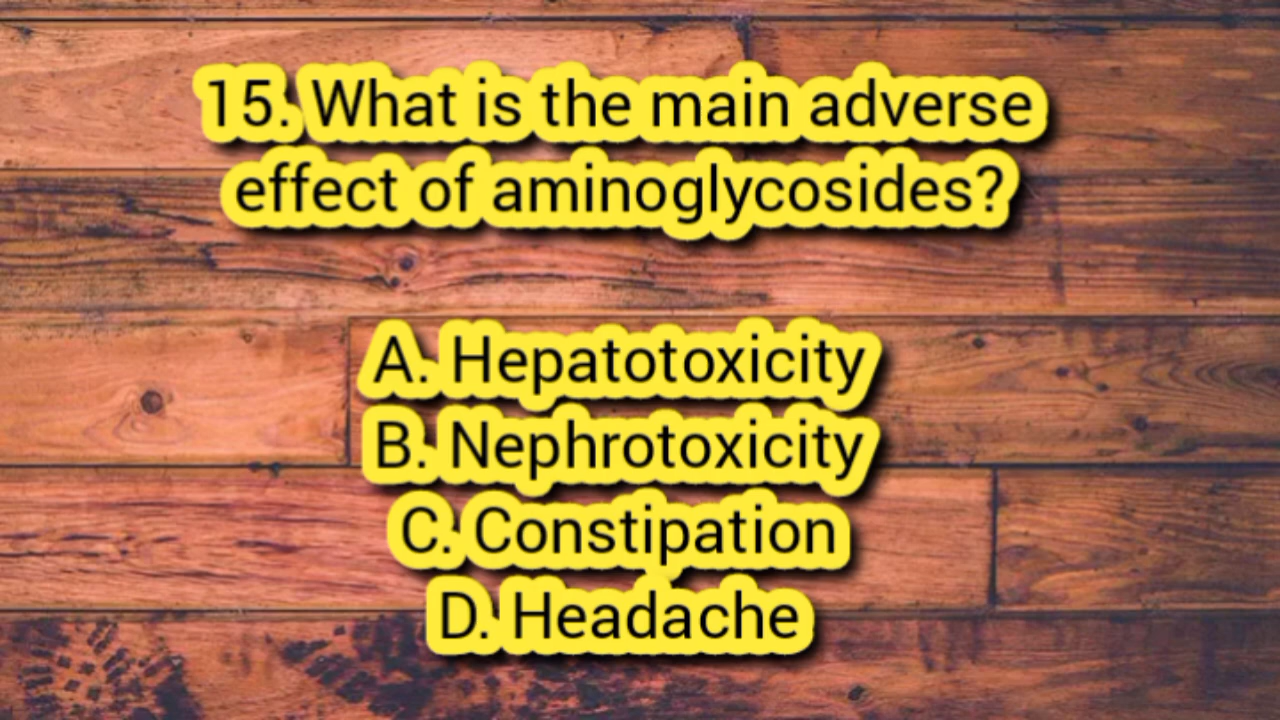 15. What is the main adverse
effect of aminoglycosides?
A. Hepatotoxicity
B. Nephrotoxicity
C. Constipation
D. Headache